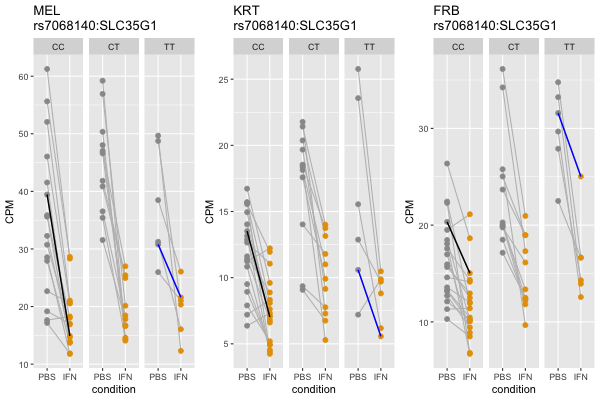 MEL
rs7068140:SLC35G1
CC CT TT
CPM
60
50
40
30
20
10
PBS IFN PBS IFN PBS IFN
condition
KRT
rs7068140:SLC35G1
CC CT TT
CPM
25
20
15
10
5
PBS IFN PBS IFN PBS IFN
condition
FRB
rs7068140:SLC35G1
CC CT TT
CPM
30
20
10
PBS IFN PBS IFN PBS IFN
condition